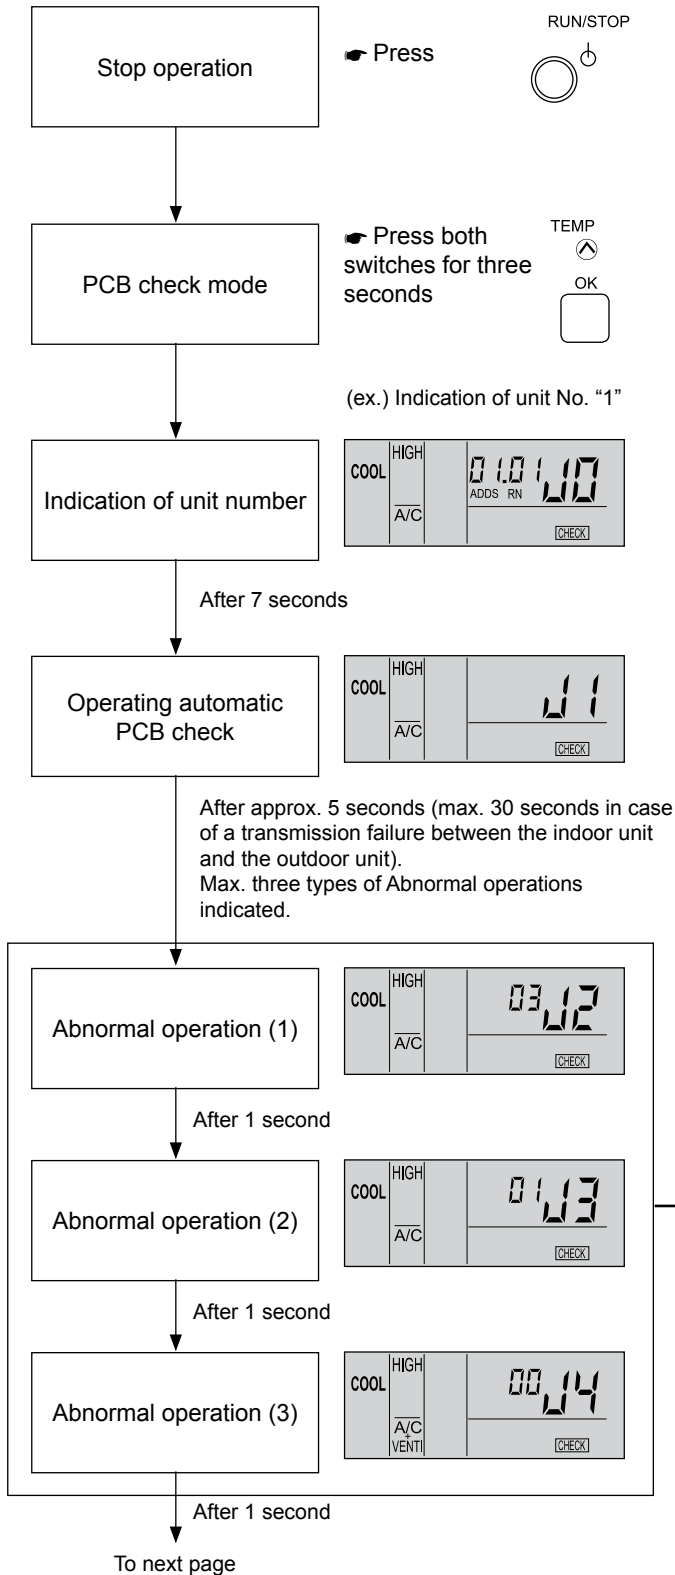 RUN/STOP
Stop operation
☛ Press
PCB check mode
☛ Press both
switches for three
seconds
TEMP
OK
(ex.) Indication of unit No. “1”
Indication of unit number
COOL
HIGH
A/C
01.01 J0
ADDS RN
CHECK
After 7 seconds
Operating automatic
PCB check
COOL
HIGH
A/C
J1
CHECK
After approx. 5 seconds (max. 30 seconds in case
of a transmission failure between the indoor unit
and the outdoor unit).
Max. three types of Abnormal operations
indicated.
Abnormal operation (1)
COOL
HIGH
A/C
03 J2
CHECK
After 1 second
Abnormal operation (2)
COOL
HIGH
A/C
01 J3
CHECK
After 1 second
Abnormal operation (3)
COOL
HIGH
A/C
+
VENTI
00 J4
CHECK
After 1 second
To next page